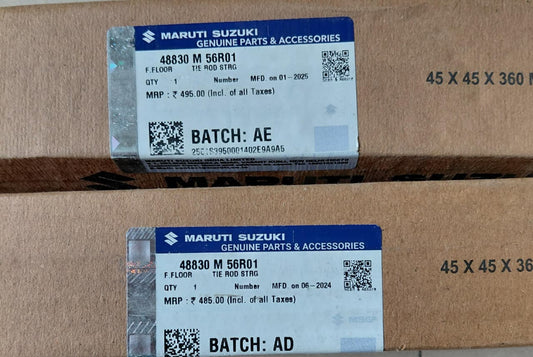 MARUTI SUZUKI
GENUINE PARTS & ACCESSORIES
48830 M 56R01
F.FLOOR TIE ROD STRG
QTY 1 Number MFD. on 01-2025
MRP : ₹ 495.00 (Incl. of all Taxes)
45 X 45 X 360 M
BATCH: AE
MARUTI SUZUKI
MARUTI SUZUKI
GENUINE PARTS & ACCESSORIES
48830 M 56R01
F FLOOR TIE ROD STRG
QTY 1 Number MFD on 06-2024
MRP : ₹ 485.00 (Incl. of all Taxes)
45 X 45 X 36
BATCH: AD